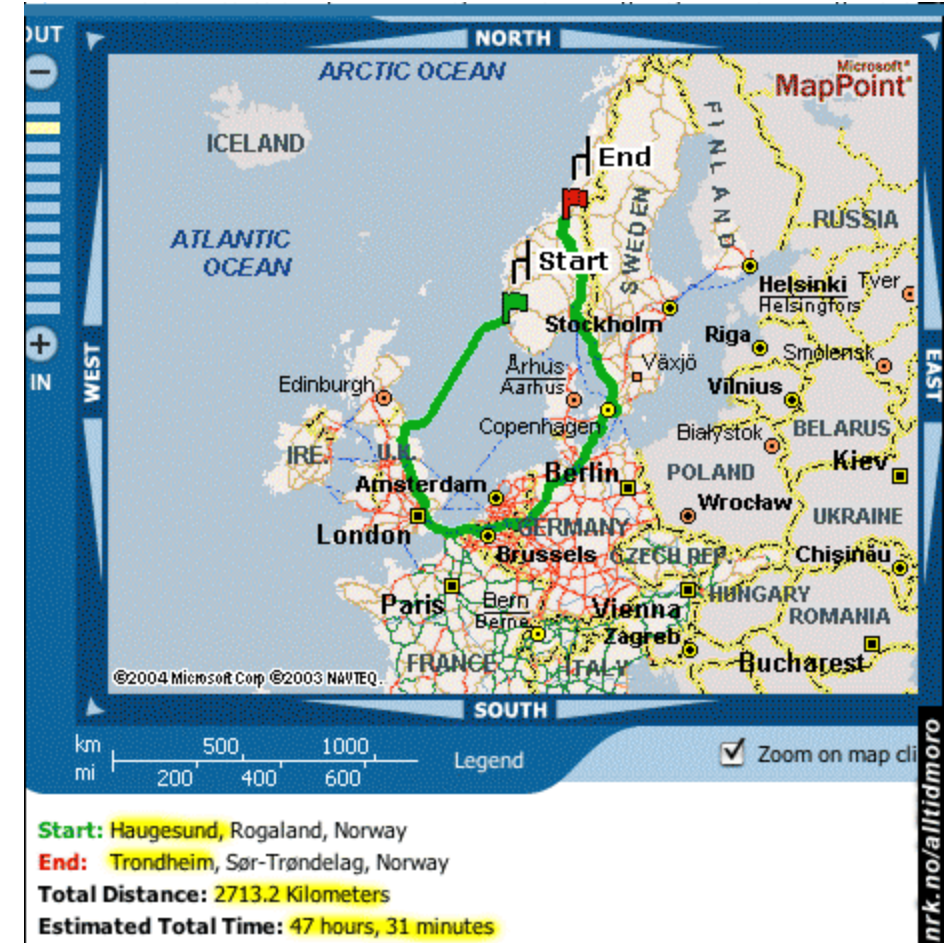 OUT
NORTH
ARCTIC OCEAN
Microsoft®
MapPoint®
ICELAND
FINLAND
End
RUSSIA
SWEDEN
ATLANTIC
OCEAN
Start
Helsinki
Helsingfors
Tver
Stockholm
Riga
Smolensk
WEST
EAST
IN
Århus
Aarhus
Växjö
Edinburgh
Vilnius
Copenhagen
Białystok
BELARUS
IRE.
U.K.
Kiev
Amsterdam
Berlin
POLAND
Wrocław
UKRAINE
London
GERMANY
Brussels
CZECH REP.
Chişinău
Paris
Bern
Berne
Vienna
HUNGARY
ROMANIA
Zagreb
FRANCE
ITALY
Bucharest
©2004 Microsoft Corp ©2003 NAVTEQ.
SOUTH
km 500 1000
mi 200 400 600
Legend
Zoom on map cli
nrk.no/alltidmoro
Start: Haugesund, Rogaland, Norway
End: Trondheim, Sør-Trøndelag, Norway
Total Distance: 2713.2 Kilometers
Estimated Total Time: 47 hours, 31 minutes